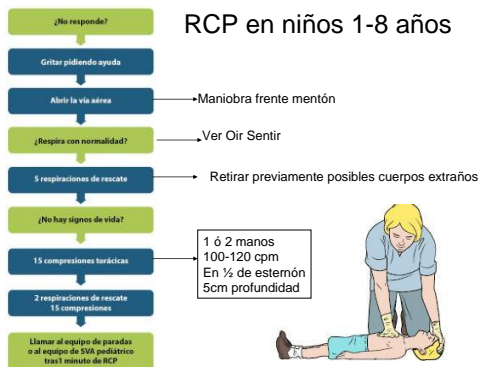 RCP en niños 1-8 años
¿No responde?
Gritar pidiendo ayuda
Abrir la vía aérea
Maniobra frente mentón
¿Respira con normalidad?
Ver Oir Sentir
5 respiraciones de rescate
Retirar previamente posibles cuerpos extraños
¿No hay signos de vida?
15 compresiones torácicas
1 ó 2 manos
100-120 cpm
En ½ de esternón
5cm profundidad
2 respiraciones de rescate
15 compresiones
Llamar al equipo de paradas
o al equipo de SVA pediátrico
tras1 minuto de RCP